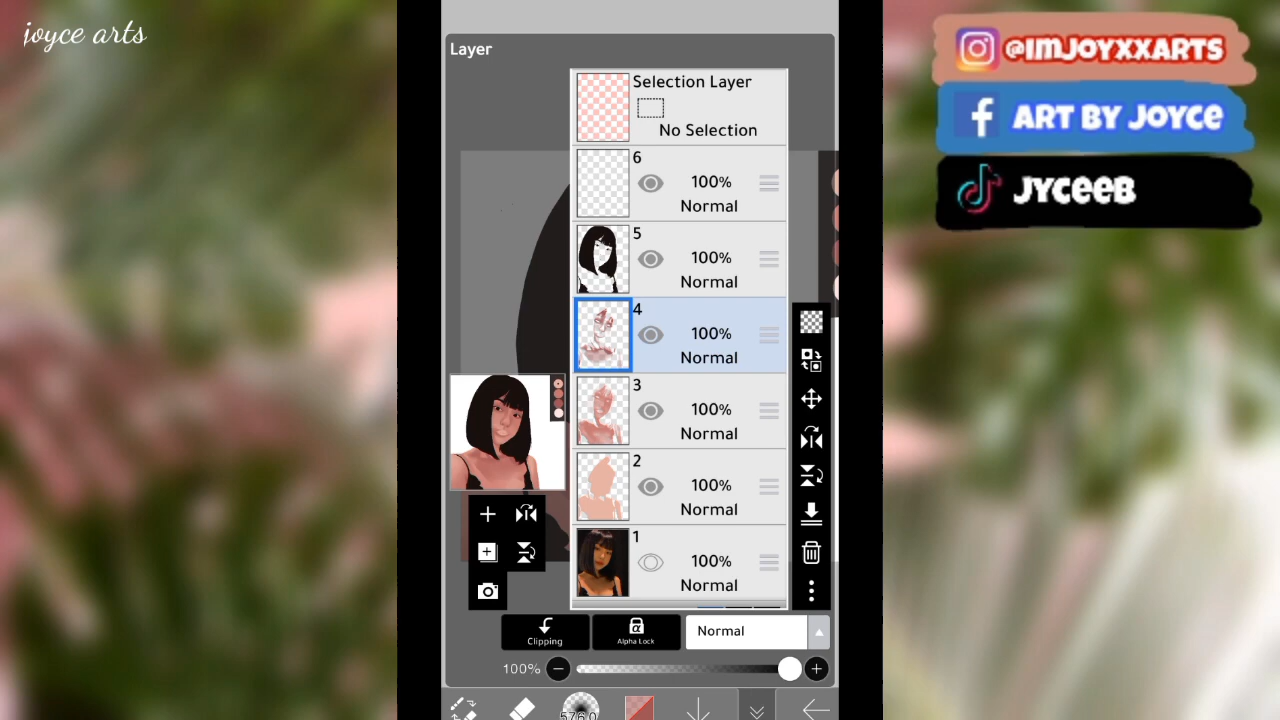 joyce arts
@IMJOYXXARTS
ART BY JOYCE
JYCEEB
Layer
Selection Layer
No Selection
6
100%
Normal
5
100%
Normal
4
100%
Normal
3
100%
Normal
2
100%
Normal
1
100%
Normal
Clipping
Alpha Lock
Normal
100%
576.0